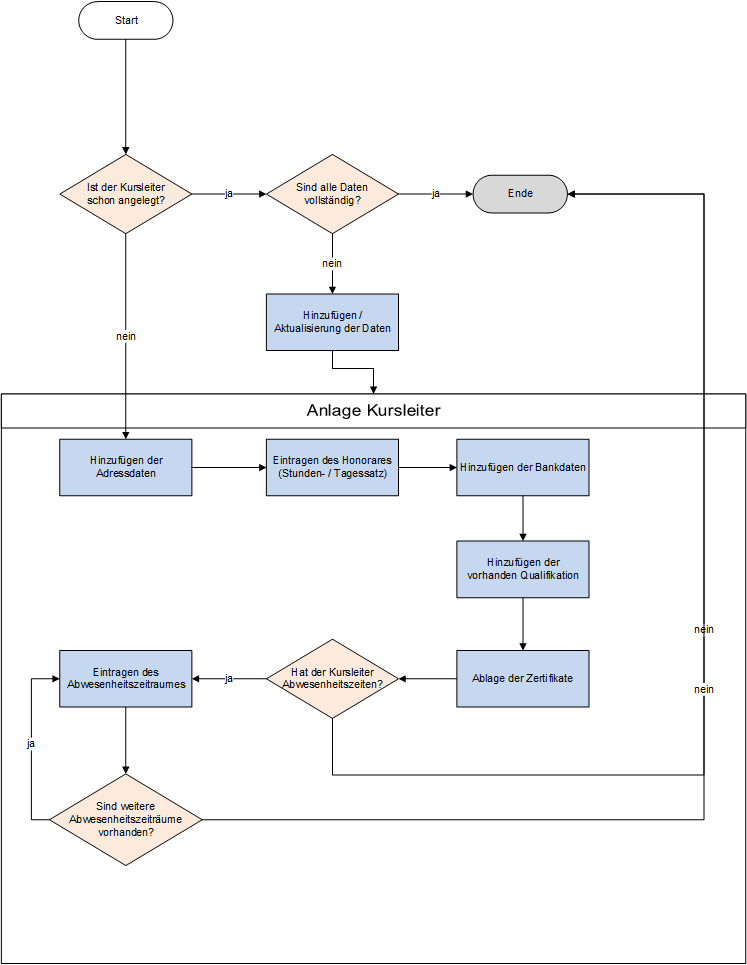 Start
Ist der Kursleiter
schon angelegt?
ja
Sind alle Daten
vollständig?
ja
Ende
nein
Hinzufügen /
Aktualisierung der Daten
nein
Anlage Kursleiter
Hinzufügen der
Adressdaten
Eintragen des Honorares
(Stunden- / Tagessatz)
Hinzufügen der Bankdaten
Hinzufügen der
vorhanden Qualifikation
nein
Eintragen des
Abwesenheitszeitraumes
ja
Hat der Kursleiter
Abwesenheitszeiten?
Ablage der Zertifikate
nein
ja
Sind weitere
Abwesenheitszeiträume
vorhanden?